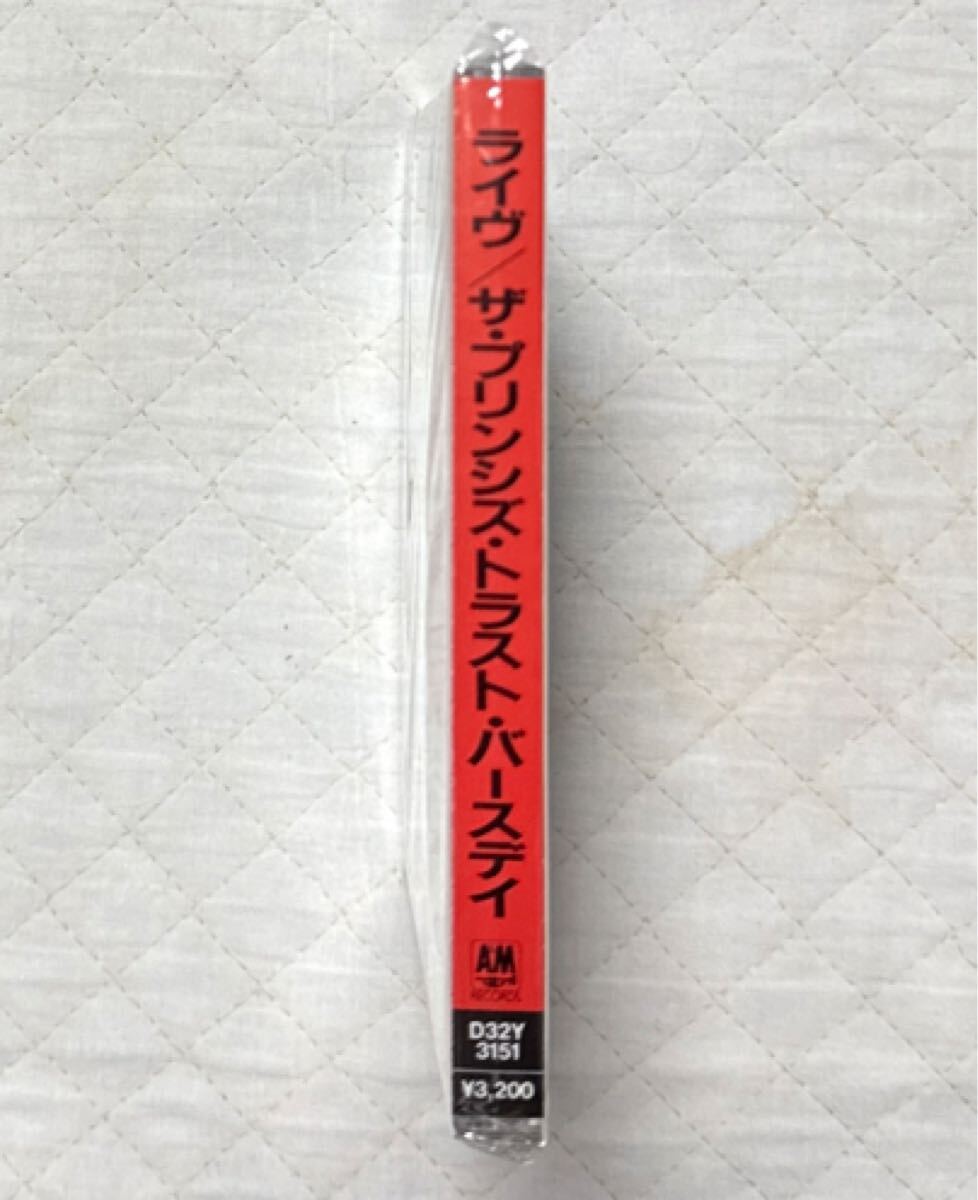 ライヴ/ザ・プリンシズ・トラスト・バースデイ
A&M
RECORDS
D32Y
3151
¥3,200